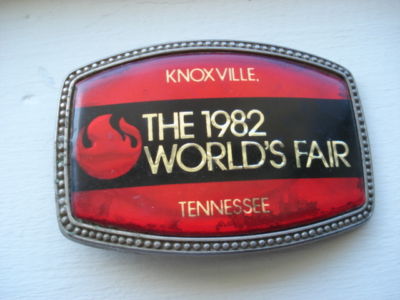 KNOXVILLE,
THE 1982
WORLD'S FAIR
TENNESSEE